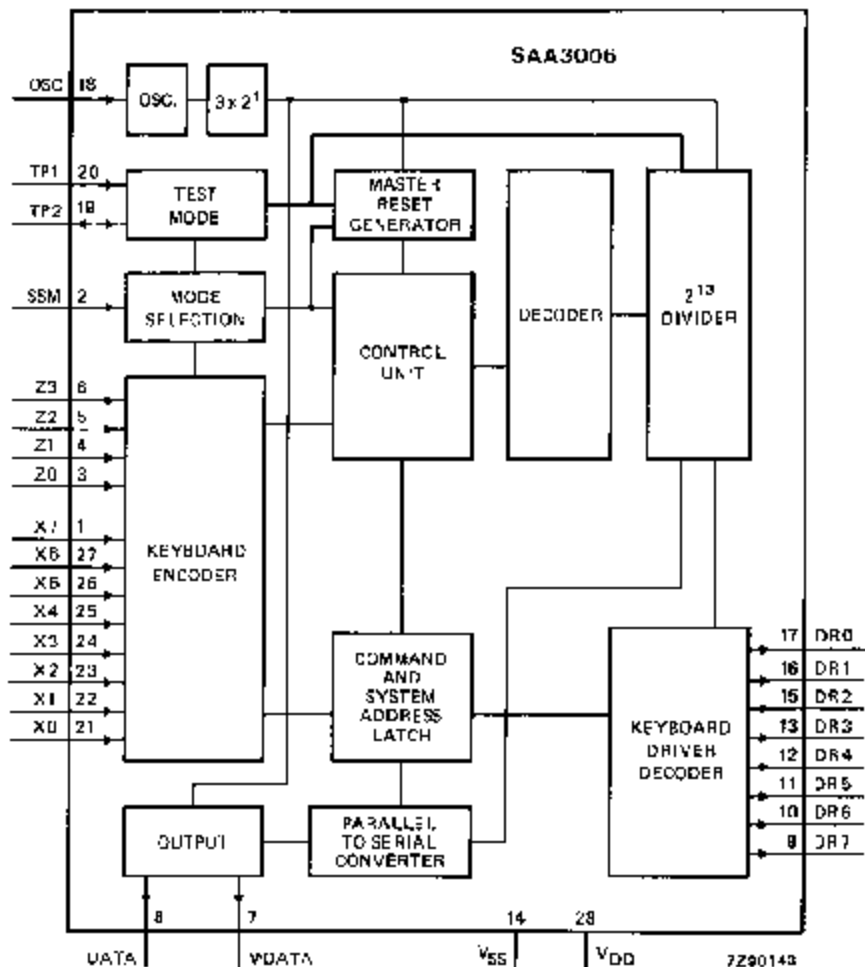 SAA3006
OSC 18
OSC.
3 x 2¹
TP1 20
TP2 19
TEST
MODE
MASTER
RESET
GENERATOR
SSM 2
MODE
SELECTION
CONTROL
UNIT
DECODER
2¹³
DIVIDER
Z3 6
Z2 5
Z1 4
Z0 3
X7 1
X6 27
X5 26
X4 25
X3 24
X2 23
X1 22
X0 21
KEYBOARD
ENCODER
COMMAND
AND
SYSTEM
ADDRESS
LATCH
KEYBOARD
DRIVER
DECODER
17 DR0
16 DR1
15 DR2
13 DR3
12 DR4
11 DR5
10 DR6
9 DR7
OUTPUT
PARALLEL
TO SERIAL
CONVERTER
8 7 14 28
DATA MDATA VSS VDD 7Z90143